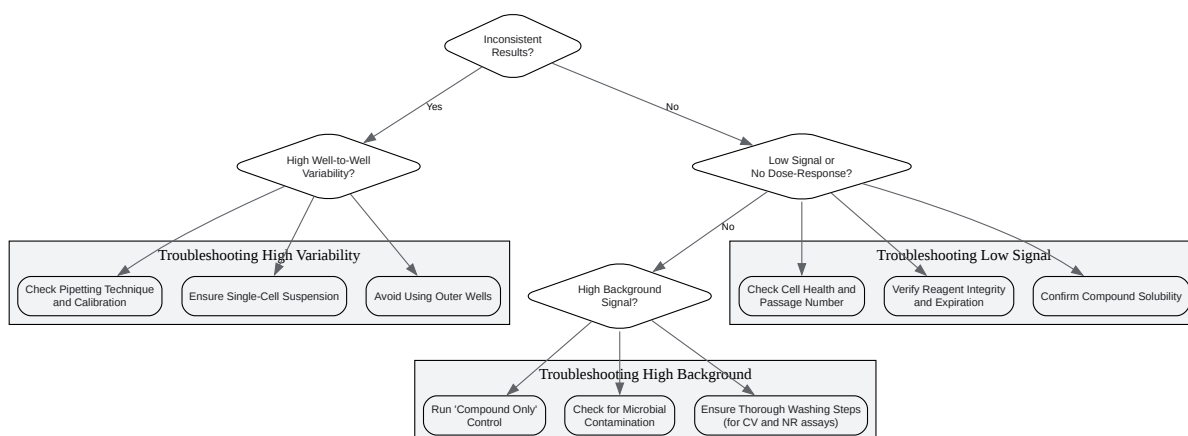 Inconsistent
Results?
Yes
No
High Well-to-Well
Variability?
Low Signal or
No Dose-Response?
No
Troubleshooting High Variability
Check Pipetting Technique
and Calibration
Ensure Single-Cell Suspension
Avoid Using Outer Wells
High Background
Signal?
Troubleshooting Low Signal
Check Cell Health and
Passage Number
Verify Reagent Integrity
and Expiration
Confirm Compound Solubility
Troubleshooting High Background
Run 'Compound Only'
Control
Check for Microbial
Contamination
Ensure Thorough Washing Steps
(for CV and NR assays)